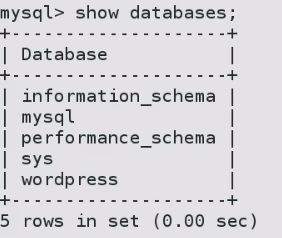 mysql> show databases;
+--------------------+
| Database           |
+--------------------+
| information_schema |
| mysql              |
| performance_schema |
| sys                |
| wordpress          |
+--------------------+
5 rows in set (0.00 sec)